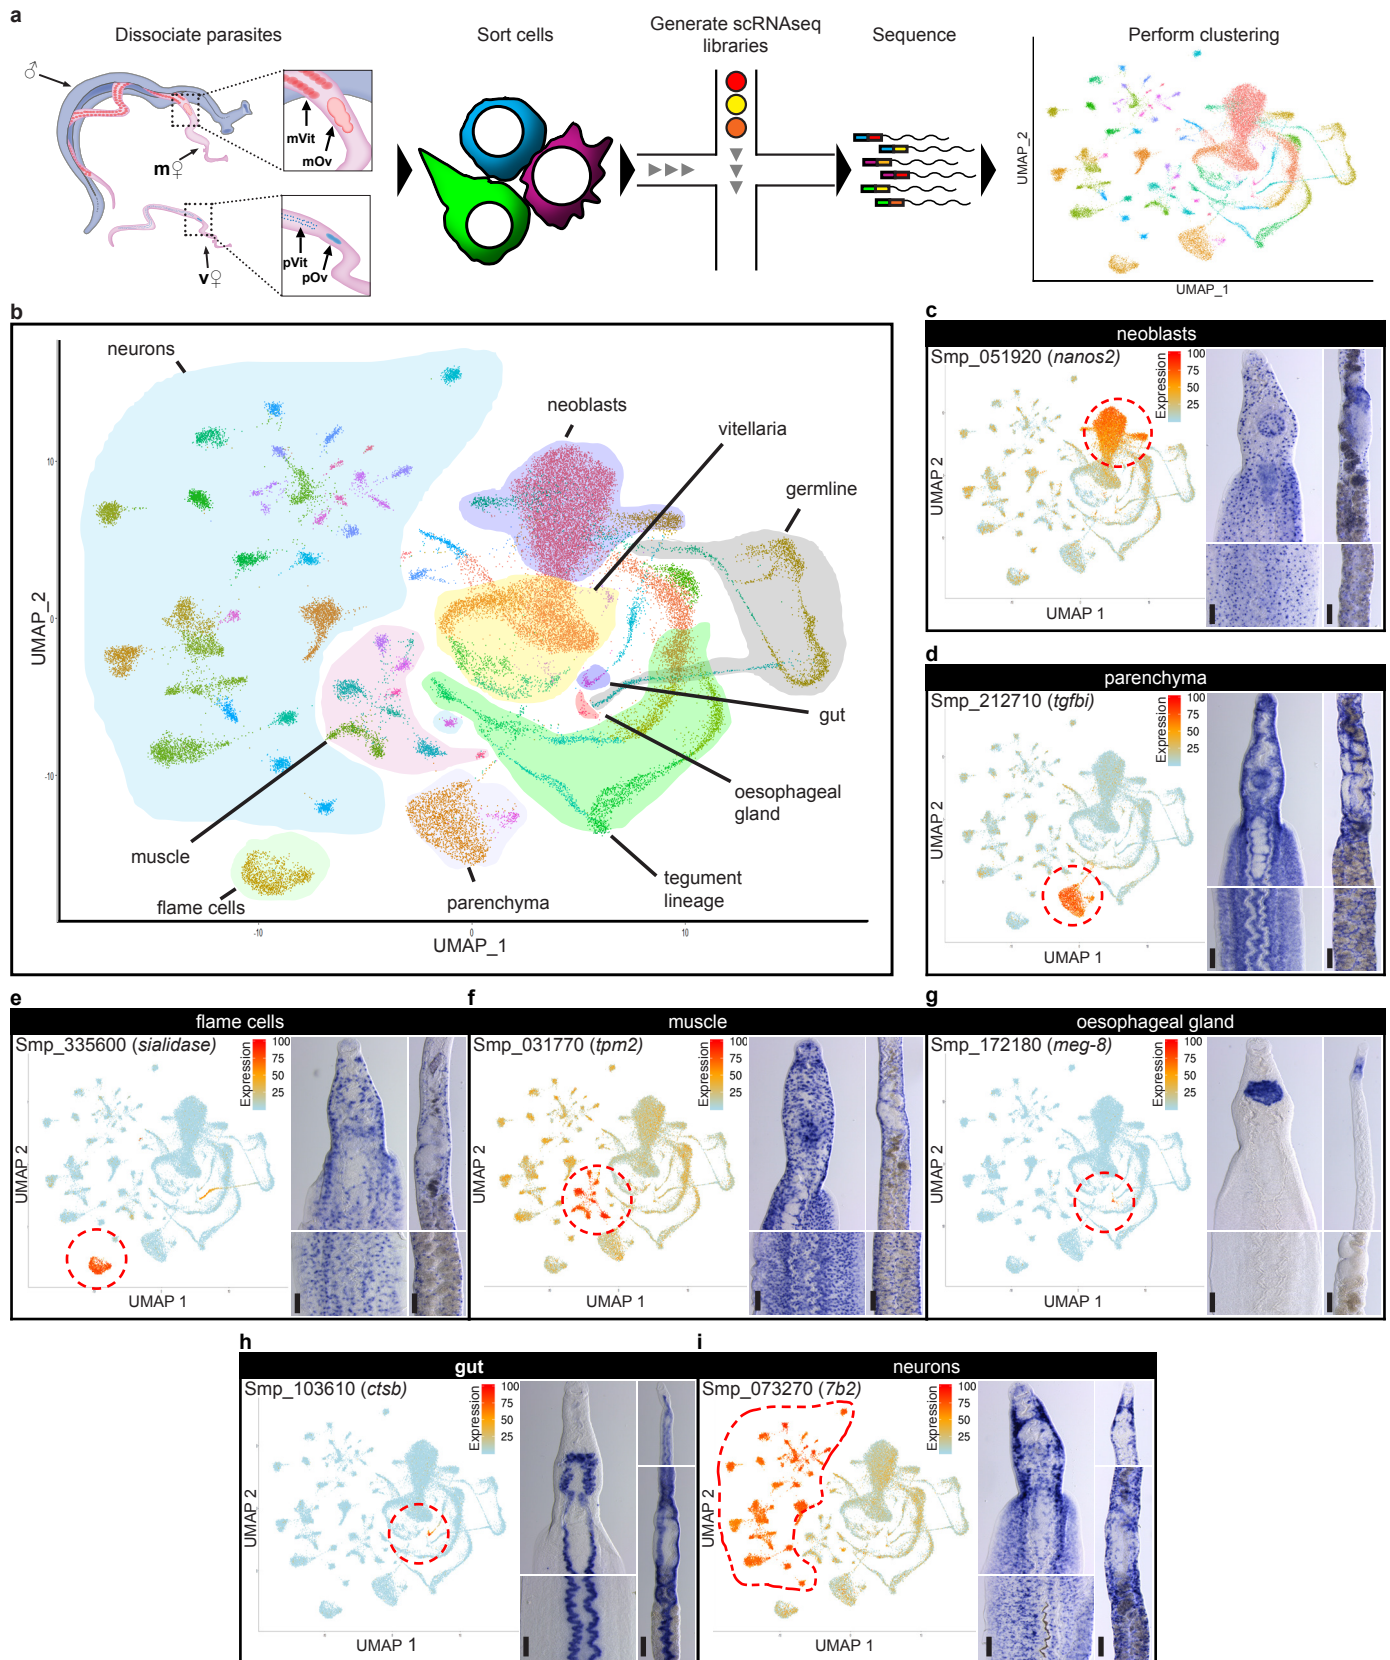 a
Dissociate parasites
Sort cells
Generate scRNAseq
libraries
Sequence
Perform clustering
♂
mVit
mOv
m♀
pVit
pOv
v♀
UMAP_2
UMAP_1
b
neurons
neoblasts
vitellaria
germline
gut
oesophageal
gland
tegument
lineage
parenchyma
muscle
flame cells
10
0
-10
-10
0
10
UMAP_2
UMAP_1
c
neoblasts
Smp_051920 (nanos2)
Expression
100
75
50
25
UMAP 2
UMAP 1
d
parenchyma
Smp_212710 (tgfbi)
Expression
100
75
50
25
UMAP 2
UMAP 1
e
flame cells
Smp_335600 (sialidase)
Expression
100
75
50
25
UMAP 2
UMAP 1
f
muscle
Smp_031770 (tpm2)
Expression
100
75
50
25
UMAP 2
UMAP 1
g
oesophageal gland
Smp_172180 (meg-8)
Expression
100
75
50
25
UMAP 2
UMAP 1
h
gut
Smp_103610 (ctsb)
Expression
100
75
50
25
UMAP 2
UMAP 1
i
neurons
Smp_073270 (7b2)
Expression
100
75
50
25
UMAP 2
UMAP 1